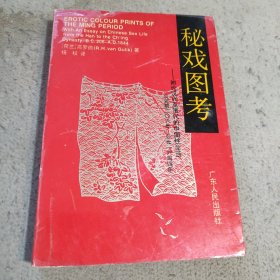 EROTIC COLOUR PRINTS OF
THE MING PERIOD
With An Essay on Chinese Sex Life
from the Han to the Ch'ing
Dynasty, B.C. 206-A.D.1644
高罗佩(R.H.van Gulik) 著
杨权 译
秘戏图考
广东人民出版社